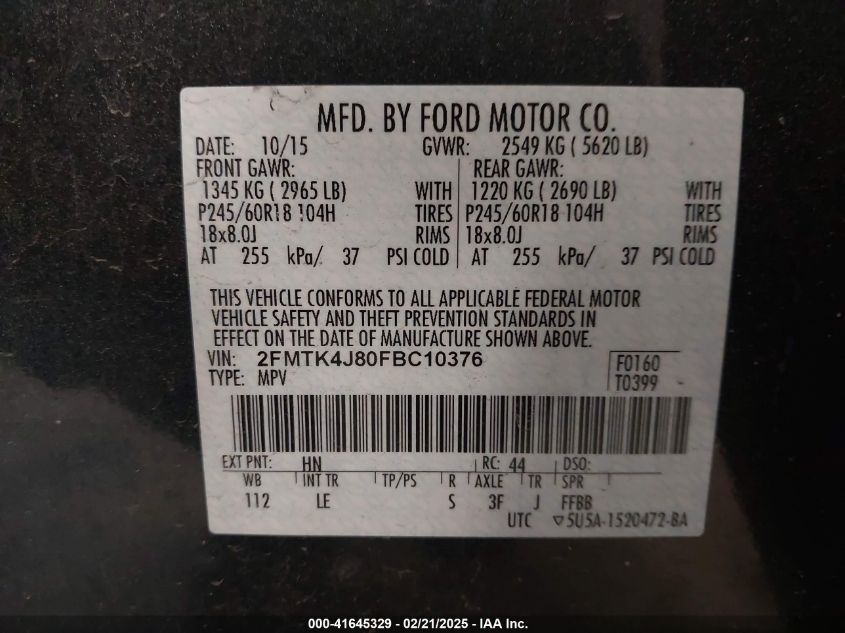 MFD. BY FORD MOTOR CO.
DATE: 10/15 GVWR: 2549 KG ( 5620 LB)
FRONT GAWR: REAR GAWR:
1345 KG ( 2965 LB) WITH 1220 KG ( 2690 LB) WITH
P245/60R18 104H TIRES P245/60R18 104H TIRES
18x8.0J RIMS 18x8.0J RIMS
AT 255 kPa/ 37 PSI COLD AT 255 kPa/ 37 PSI COLD
THIS VEHICLE CONFORMS TO ALL APPLICABLE FEDERAL MOTOR
VEHICLE SAFETY AND THEFT PREVENTION STANDARDS IN
EFFECT ON THE DATE OF MANUFACTURE SHOWN ABOVE.
VIN: 2FMTK4J80FBC10376 F0160
TYPE: MPV T0399
EXT PNT: HN RC: 44 DSO:
WB INT TR TP/PS R AXLE TR SPR
112 LE S 3F J FFBB
UTC ▽5U5A-1520472-BA
000-41645329 - 02/21/2025 - IAA Inc.